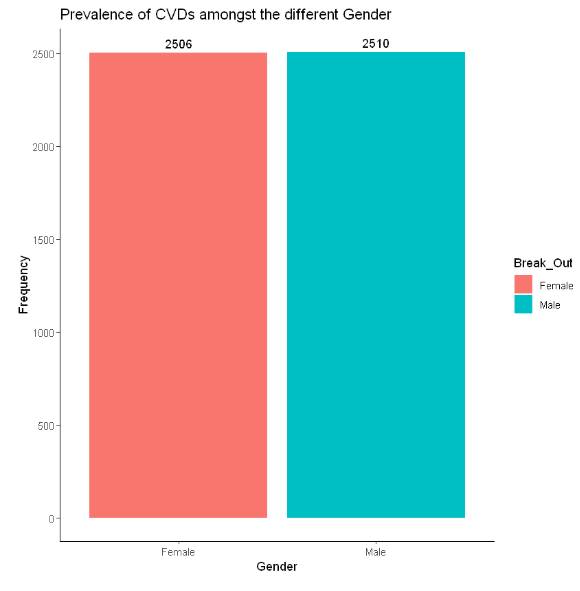 Prevalence of CVDs amongst the different Gender
2506
2510
2500
2000
1500
1000
500
0
Frequency
Female
Male
Gender
Break_Out
Female
Male